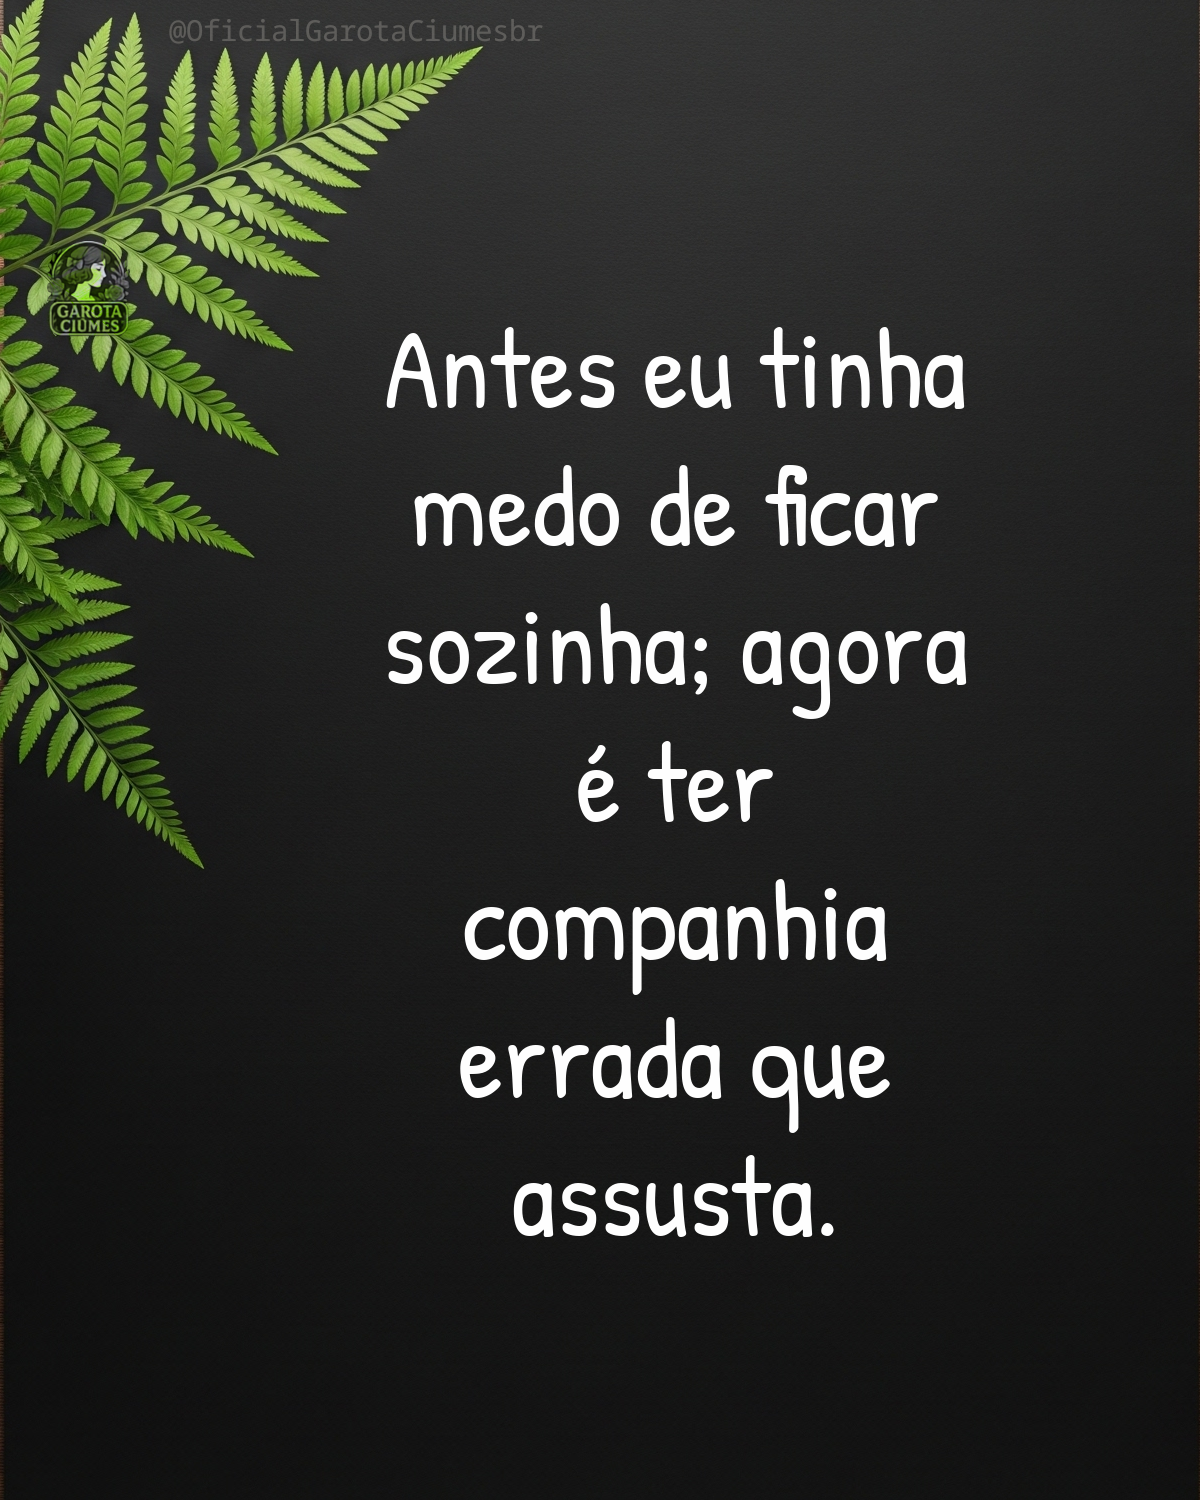 @OficialGarotaCiumesbr
GAROTA
CIÚMES
Antes eu tinha
medo de ficar
sozinha; agora
é ter
companhia
errada que
assusta.